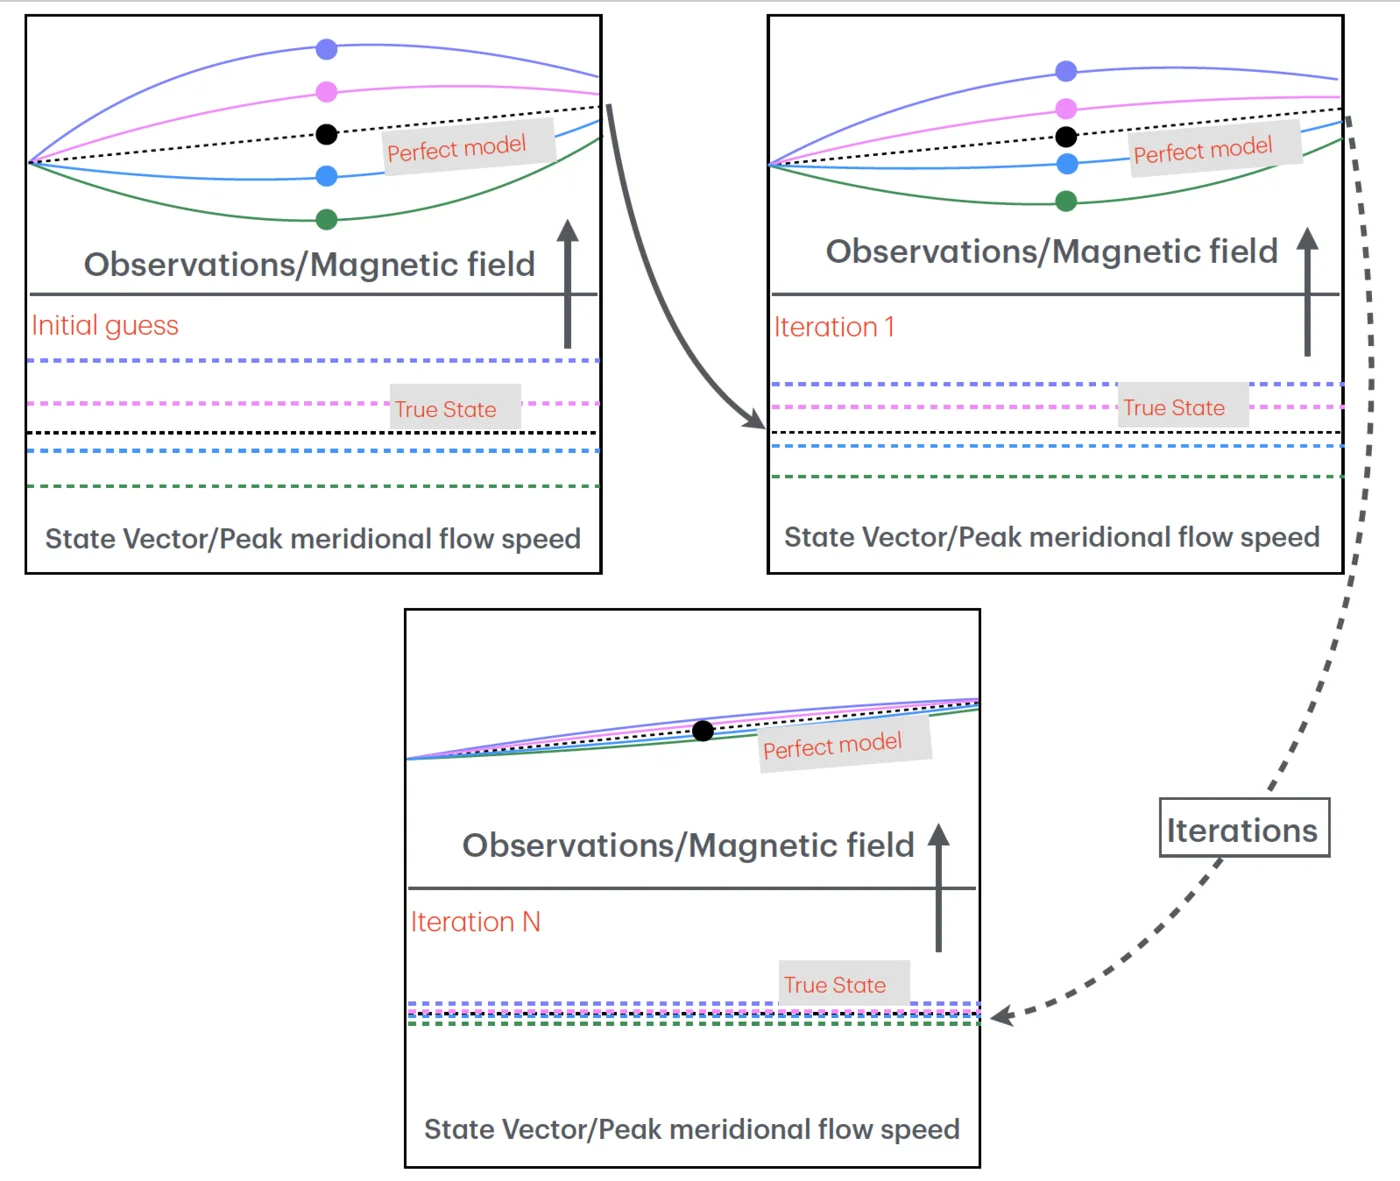 Perfect model
Observations/Magnetic field
Initial guess
True State
State Vector/Peak meridional flow speed
Perfect model
Observations/Magnetic field
Iteration 1
True State
State Vector/Peak meridional flow speed
Perfect model
Observations/Magnetic field
Iteration N
True State
State Vector/Peak meridional flow speed
Iterations